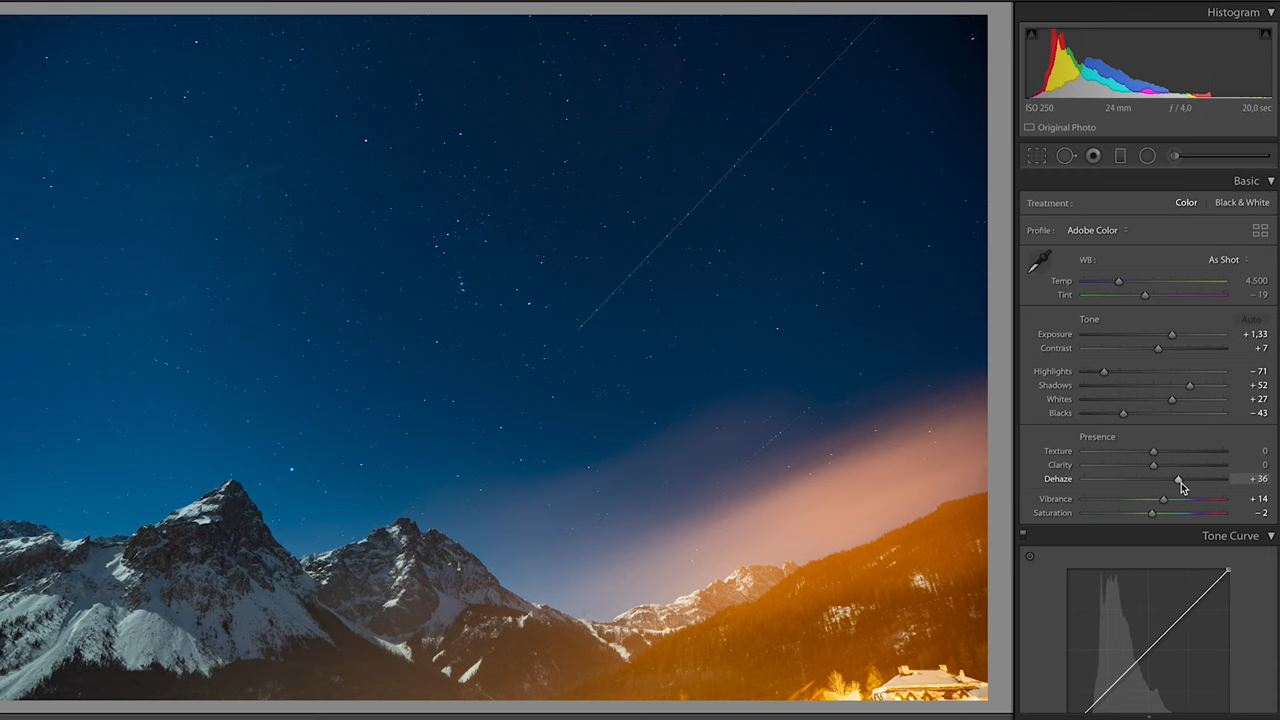 Histogram
ISO 250 24 mm ƒ / 4,0 20,0 sec
Original Photo
Basic
Treatment : Color Black & White
Profile : Adobe Color
WB : As Shot
Temp 4.500
Tint − 19
Tone Auto
Exposure + 1,33
Contrast + 7
Highlights − 71
Shadows + 52
Whites + 27
Blacks − 43
Presence
Texture 0
Clarity 0
Dehaze + 36
Vibrance + 14
Saturation − 2
Tone Curve